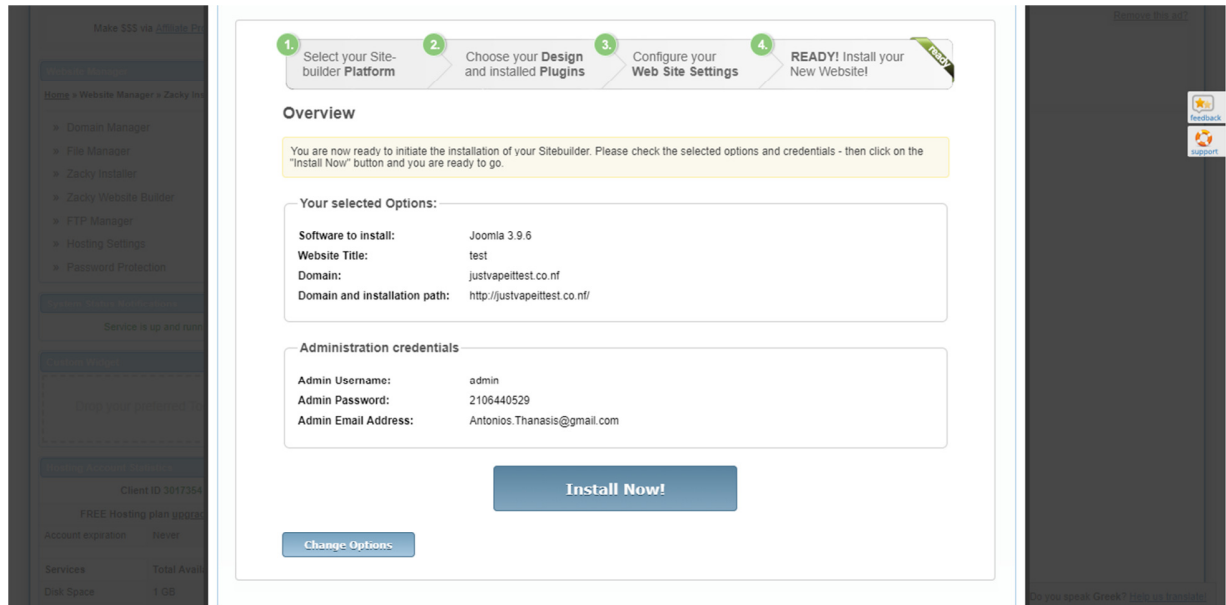 Make $$$ via Affiliate Pro
Remove this ad?
1.
Select your Site-
builder Platform
2.
Choose your Design
and installed Plugins
3.
Configure your
Web Site Settings
4.
READY! Install your
New Website!
ready
Overview
You are now ready to initiate the installation of your Sitebuilder. Please check the selected options and credentials - then click on the
"Install Now" button and you are ready to go.
Your selected Options:
Software to install: Joomla 3.9.6
Website Title: test
Domain: justvapeittest.co.nf
Domain and installation path: http://justvapeittest.co.nf/
Administration credentials
Admin Username: admin
Admin Password: 2106440529
Admin Email Address: Antonios.Thanasis@gmail.com
Install Now!
Change Options
feedback
support
Home » Website Manager » Zacky Ins
» Domain Manager
» File Manager
» Zacky Installer
» Zacky Website Builder
» FTP Manager
» Hosting Settings
» Password Protection
Service is up and runn
Client ID 3017354
FREE Hosting plan upgrad
Account expiration Never
Services Total Avail
Disk Space 1 GB
Do you speak Greek? Help us translate!